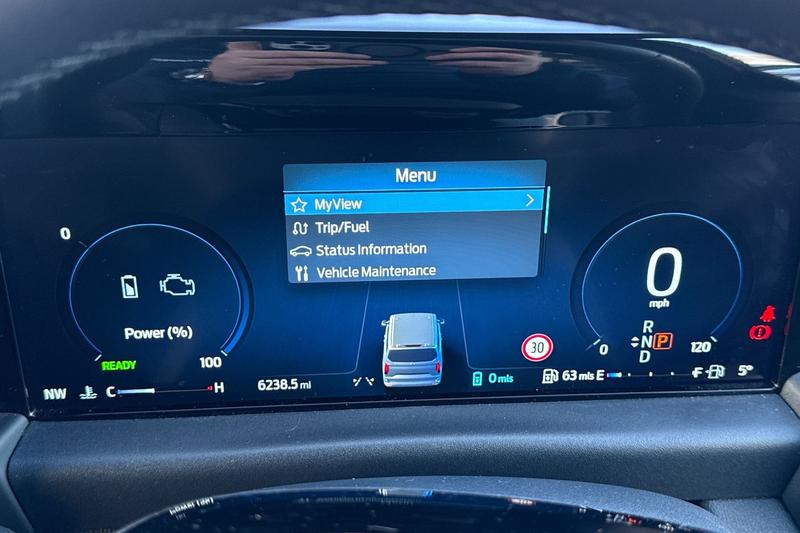 Menu
MyView
Trip/Fuel
Status Information
Vehicle Maintenance
0
Power (%)
READY
100
0
mph
R
N P
D
0
120
30
NW
C H
6238.5 mi
0 mls
63 mls E F
5°